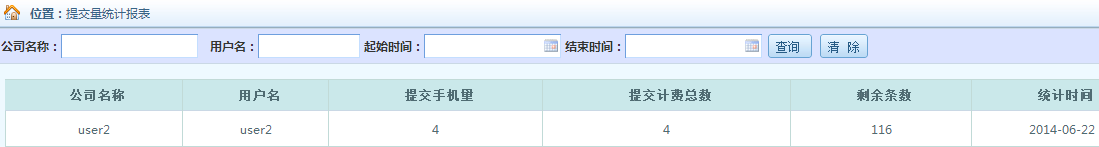 位置：提交量统计报表
公司名称： 用户名： 起始时间： 结束时间： 查询 清 除
公司名称 用户名 提交手机量 提交计费总数 剩余条数 统计时间
user2 user2 4 4 116 2014-06-22